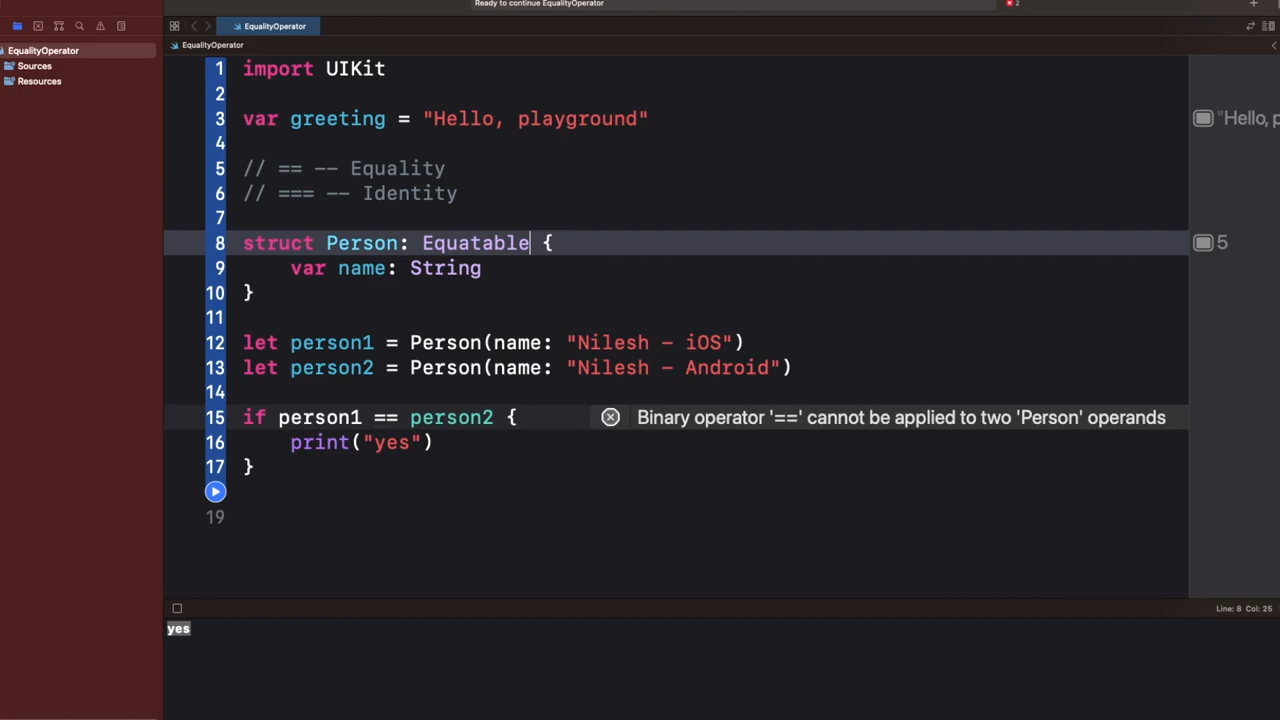 Ready to continue EqualityOperator
2
EqualityOperator
EqualityOperator
EqualityOperator
Sources
Resources
1 import UIKit
2
3 var greeting = "Hello, playground"
"Hello, p
4
5 // == -- Equality
6 // === -- Identity
7
8 struct Person: Equatable {
5
9 var name: String
10 }
11
12 let person1 = Person(name: "Nilesh - iOS")
13 let person2 = Person(name: "Nilesh - Android")
14
15 if person1 == person2 {
Binary operator '==' cannot be applied to two 'Person' operands
16 print("yes")
17 }
19
Line: 8 Col: 25
yes